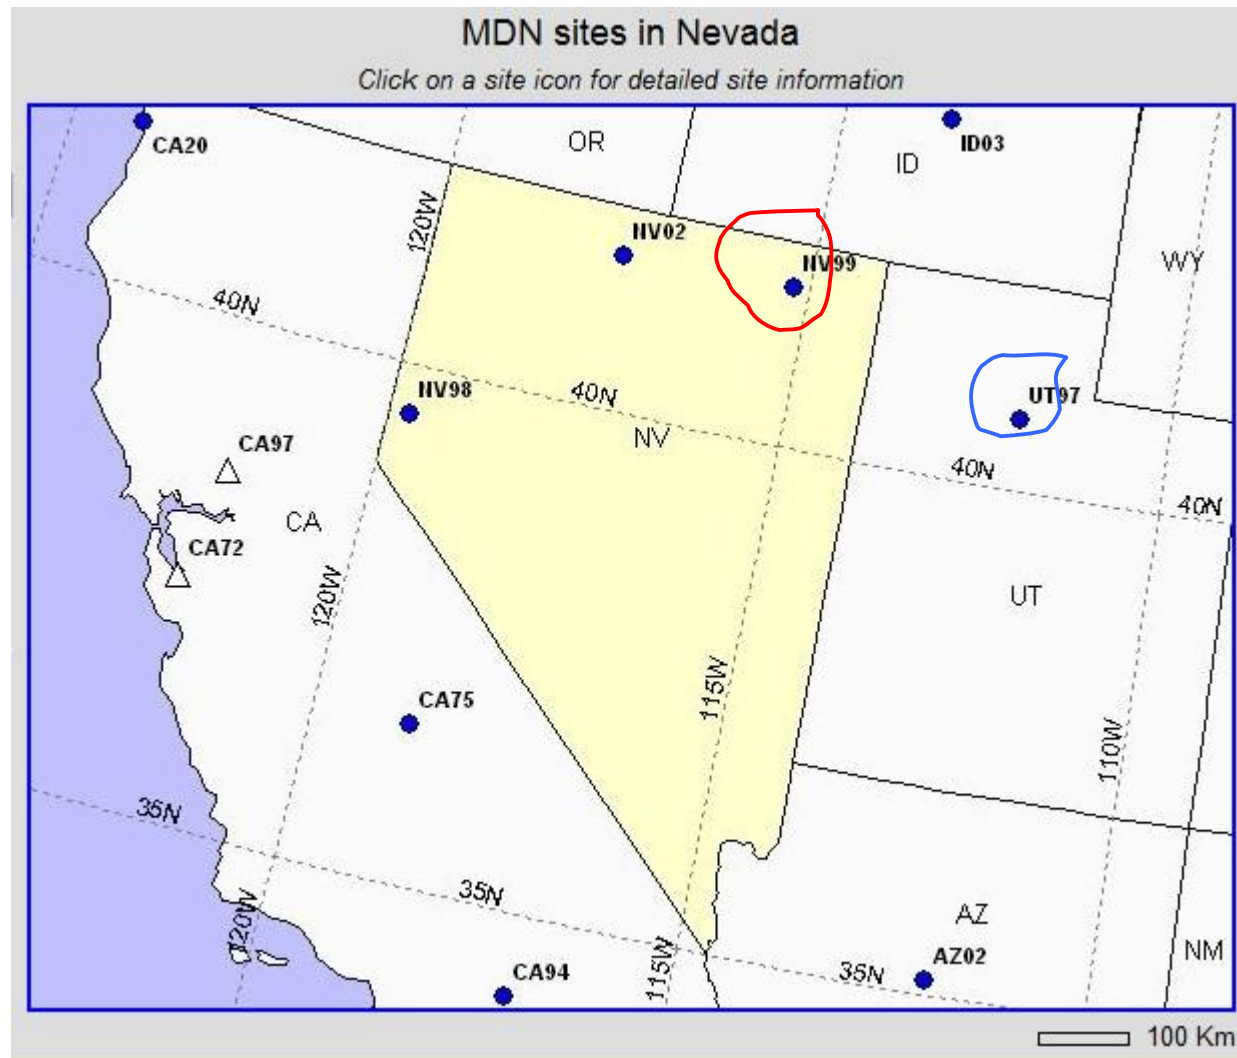 MDN sites in Nevada
Click on a site icon for detailed site information
CA20
OR
ID03
ID
120W
NV02
NV99
WY
40N
NV98
40N
UT97
NV
CA97
40N
40N
CA
CA72
120W
UT
115W
CA75
110W
35N
35N
120W
AZ
115W
CA94
35N
AZ02
NM
100 Km